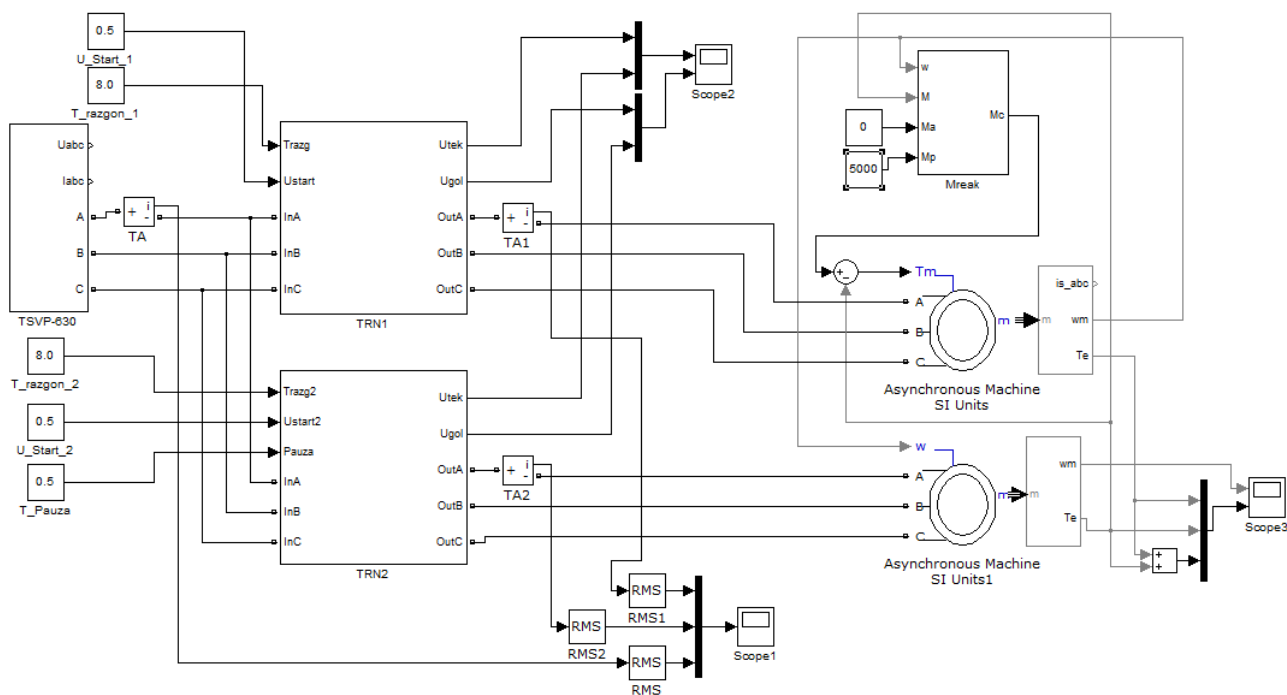 0.5
U_Start_1
8.0
T_razgon_1
Uabc
Iabc
A
B
C
TSVP-630
+
i
-
TA
Trazg
Ustart
InA
InB
InC
Utek
Ugol
OutA
OutB
OutC
TRN1
+
i
-
TA1
Scope2
w
M
Ma
Mp
Mc
Mreak
0
5000
+
-
Tm
A
B
C
m
Asynchronous Machine
SI Units
m
is_abc
wm
Te
8.0
T_razgon_2
0.5
U_Start_2
0.5
T_Pauza
Trazg2
Ustart2
Pauza
InA
InB
InC
Utek
Ugol
OutA
OutB
OutC
TRN2
+
i
-
TA2
w
A
B
C
m
Asynchronous Machine
SI Units1
m
wm
Te
+
+
Scope3
RMS
RMS1
RMS
RMS2
RMS
RMS
Scope1